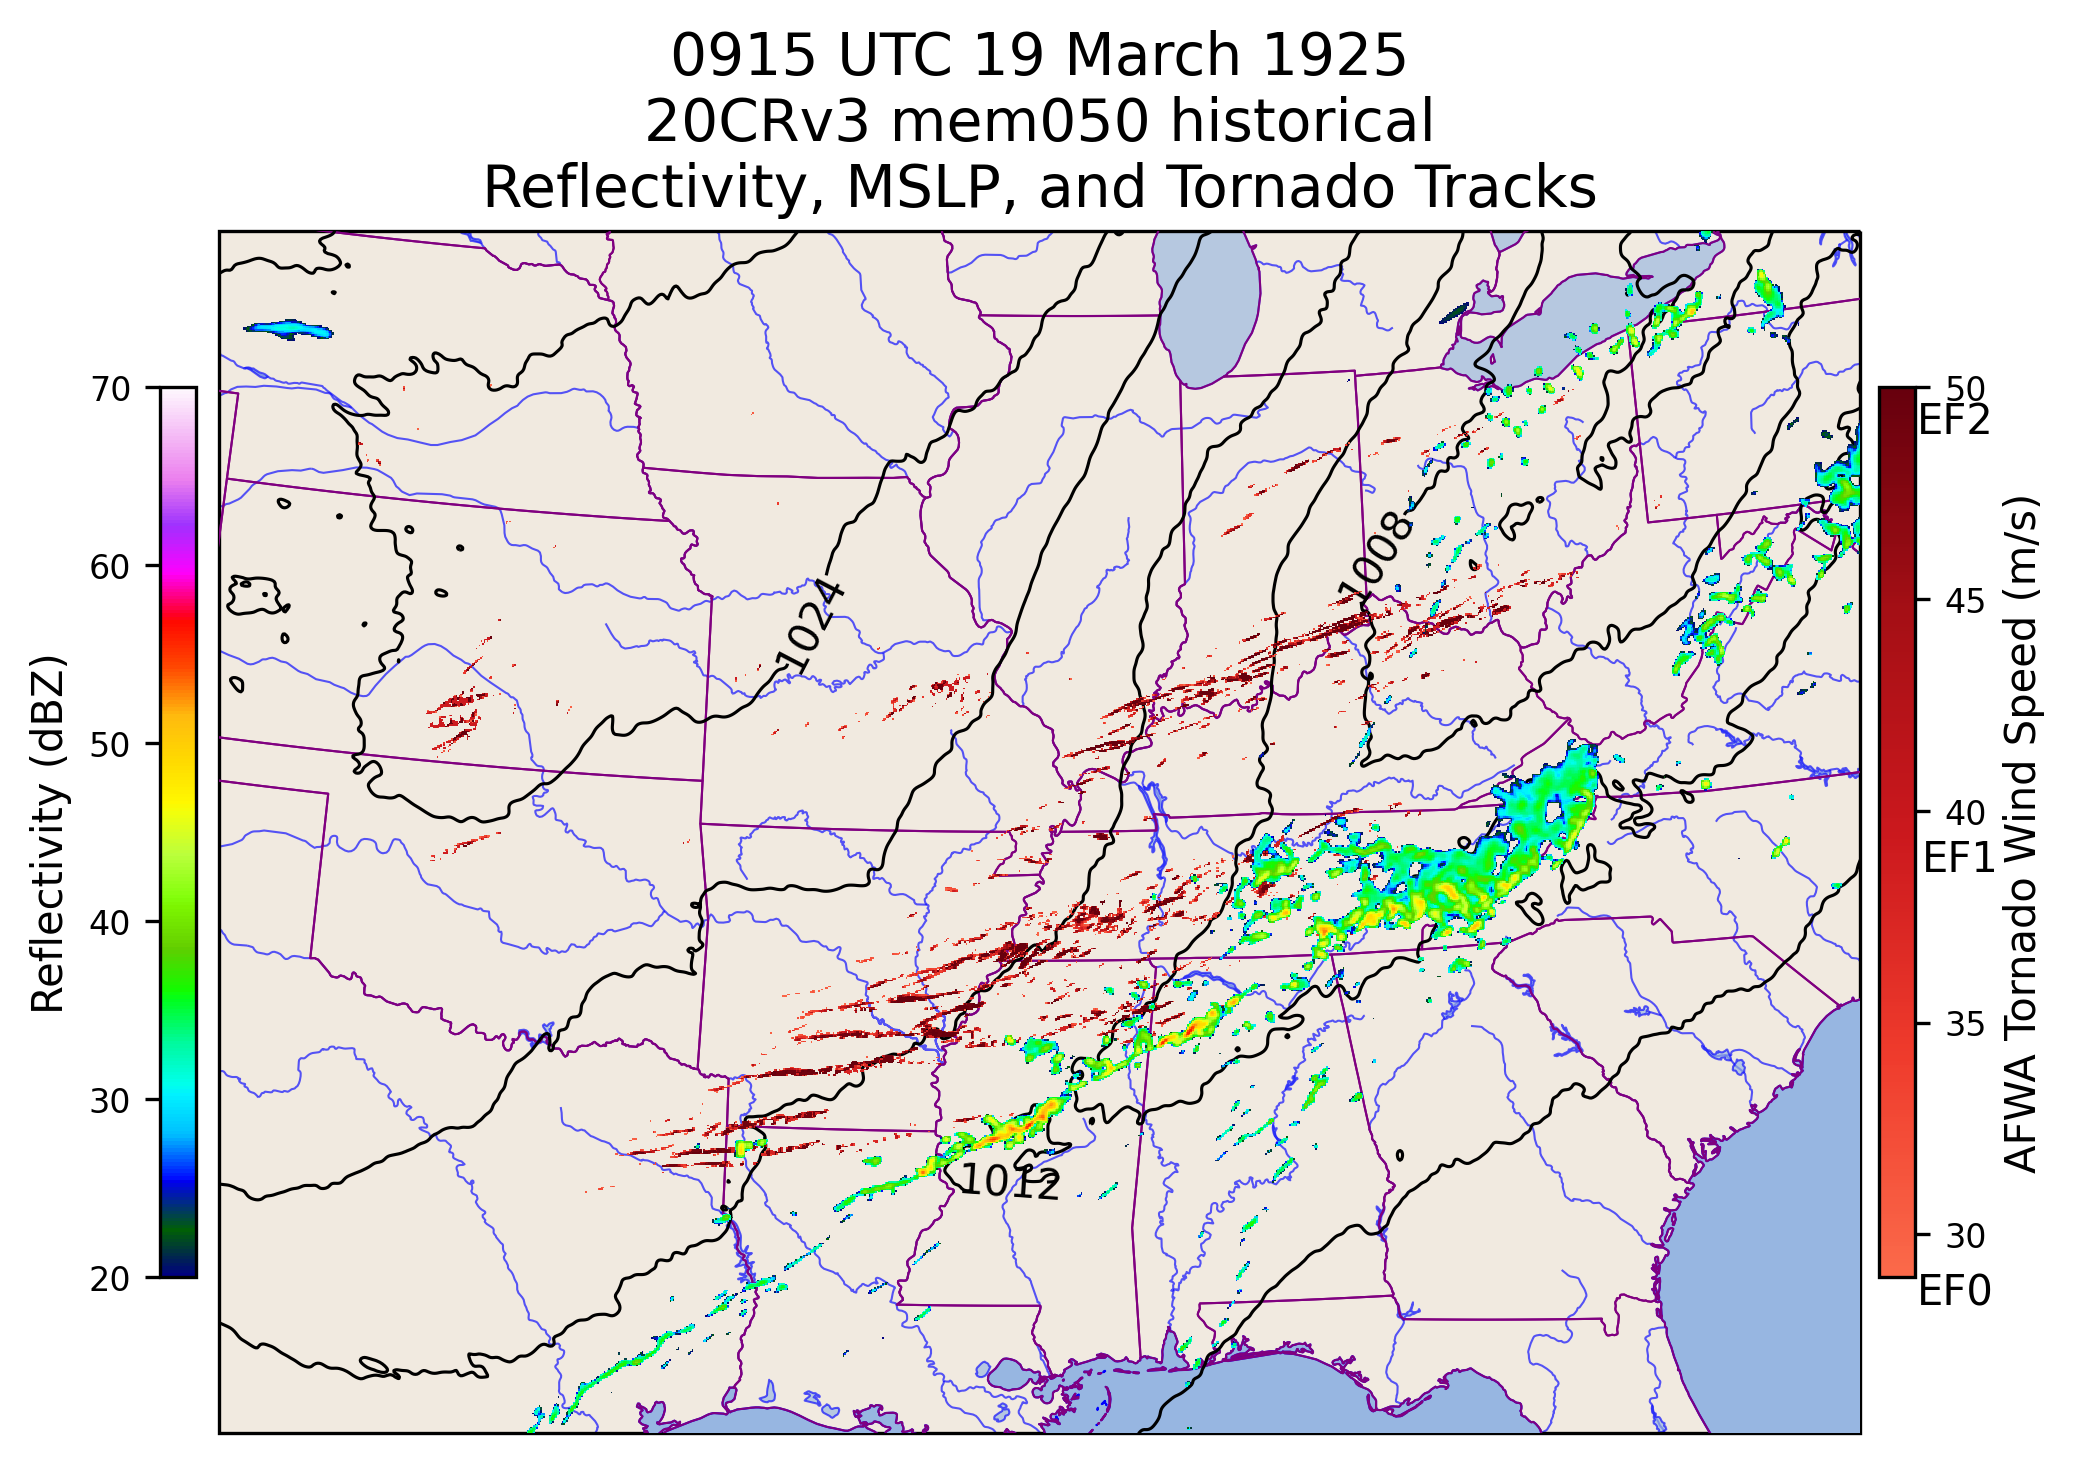 0915 UTC 19 March 1925
20CRv3 mem050 historical
Reflectivity, MSLP, and Tornado Tracks
Reflectivity (dBZ)
70
60
50
40
30
20
1024
1008
1012
50
EF2
45
40
EF1
35
30
EF0
AFWA Tornado Wind Speed (m/s)